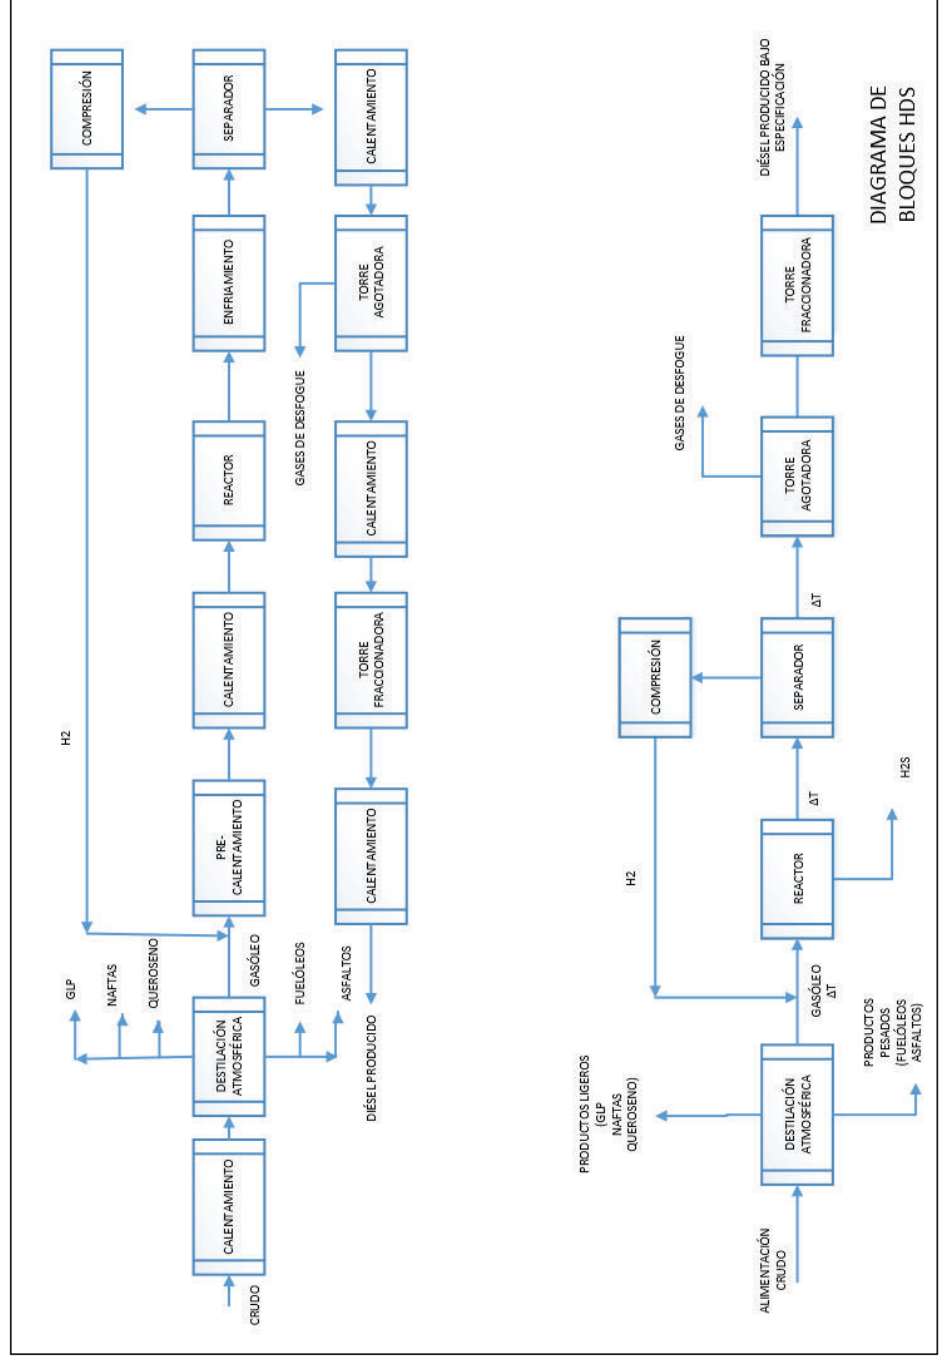 COMPRESIÓN
H2
CRUDO
CALENTAMIENTO
DESTILACIÓN
ATMOSFÉRICA
GLP
NAFTAS
QUEROSENO
GASÓLEO
FUELÓLEOS
ASFALTOS
PRE-
CALENTAMIENTO
CALENTAMIENTO
REACTOR
ENFRIAMIENTO
SEPARADOR
CALENTAMIENTO
TORRE
AGOTADORA
GASES DE DESFOGUE
CALENTAMIENTO
TORRE
FRACCIONADORA
CALENTAMIENTO
DIÉSEL PRODUCIDO
ALIMENTACIÓN
CRUDO
DESTILACIÓN
ATMOSFÉRICA
PRODUCTOS LIGEROS
(GLP
NAFTAS
QUEROSENO)
PRODUCTOS
PESADOS
(FUELÓLEOS
ASFALTOS)
GASÓLEO
ΔT
H2
REACTOR
H2S
ΔT
COMPRESIÓN
SEPARADOR
ΔT
TORRE
AGOTADORA
GASES DE DESFOGUE
TORRE
FRACCIONADORA
DIÉSEL PRODUCIDO BAJO
ESPECIFICACIÓN
DIAGRAMA DE
BLOQUES HDS